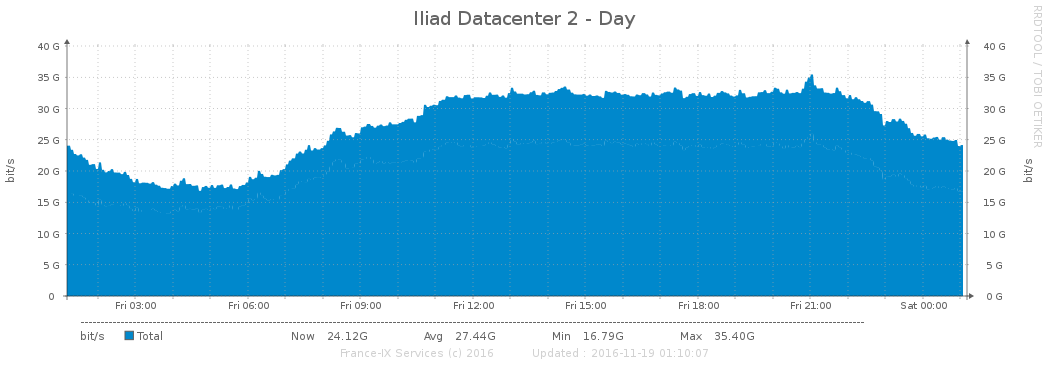 Iliad Datacenter 2 - Day
RRDTOOL / TOBI OETIKER
bit/s
bit/s
40 G 40 G
35 G 35 G
30 G 30 G
25 G 25 G
20 G 20 G
15 G 15 G
10 G 10 G
5 G 5 G
0 0 G
Fri 03:00 Fri 06:00 Fri 09:00 Fri 12:00 Fri 15:00 Fri 18:00 Fri 21:00 Sat 00:00
bit/s Total Now 24.12G Avg 27.44G Min 16.79G Max 35.40G
France-IX Services (c) 2016 Updated : 2016-11-19 01:10:07